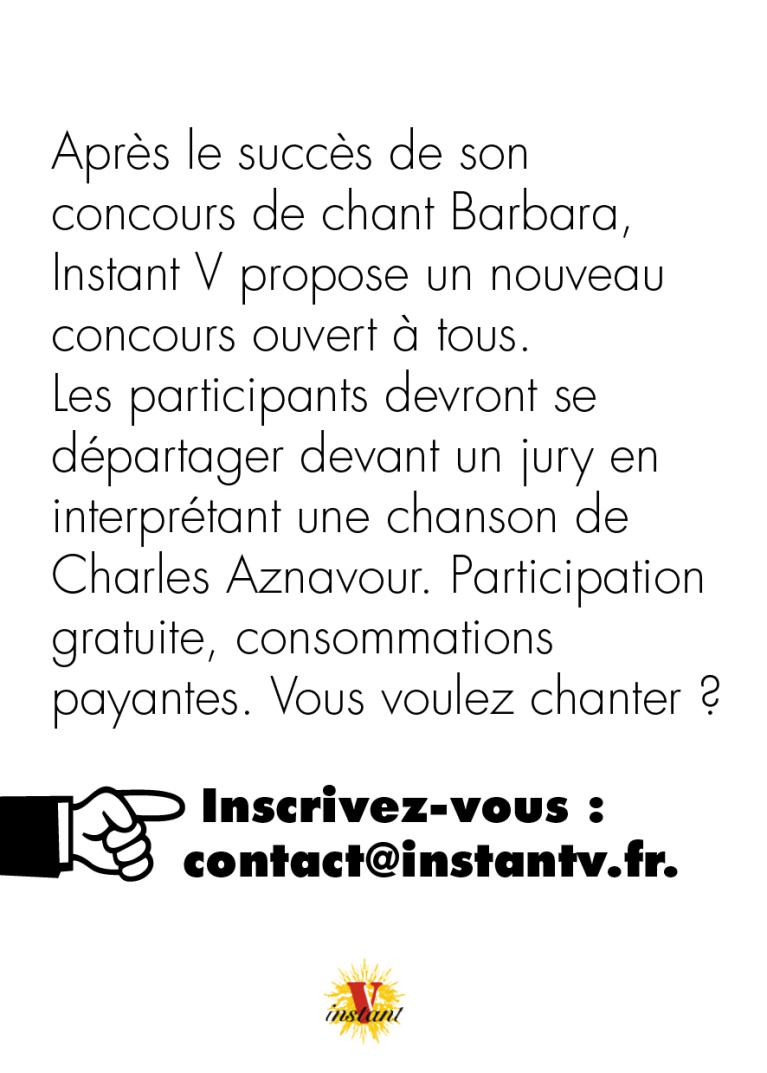 Après le succès de son
concours de chant Barbara,
Instant V propose un nouveau
concours ouvert à tous.
Les participants devront se
départager devant un jury en
interprétant une chanson de
Charles Aznavour. Participation
gratuite, consommations
payantes. Vous voulez chanter ?
Inscrivez-vous :
contact@instantv.fr.
V
instant